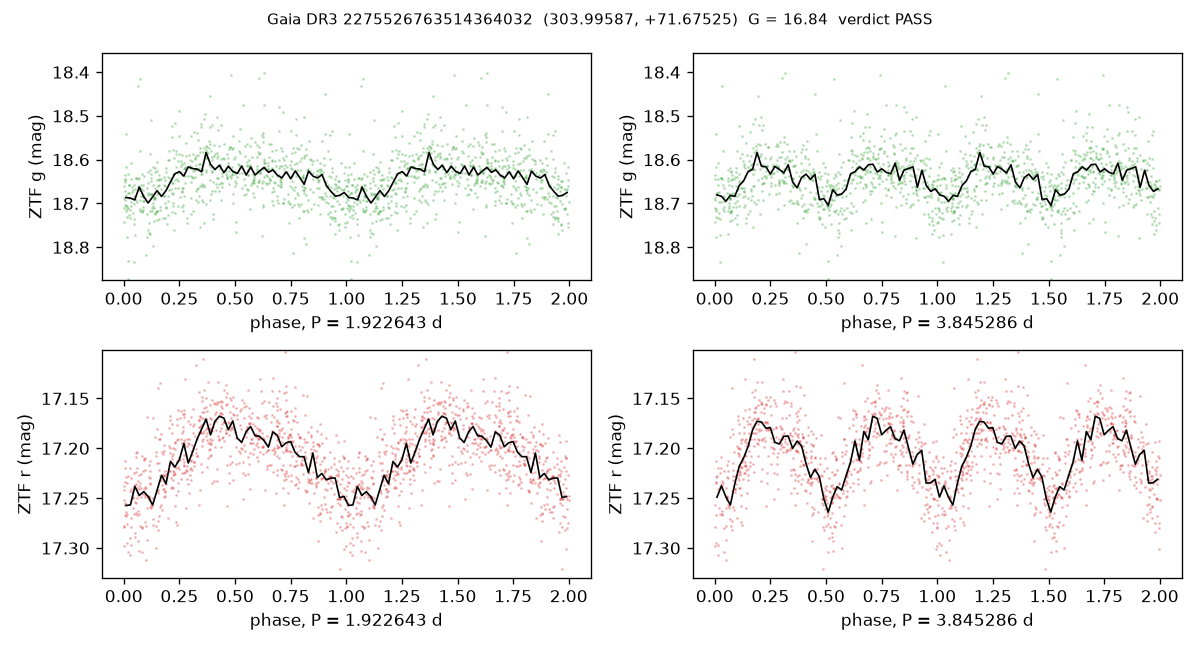 Gaia DR3 2275526763514364032 (303.99587, +71.67525) G = 16.84 verdict PASS
ZTF g (mag)
18.4
18.5
18.6
18.7
18.8
0.00 0.25 0.50 0.75 1.00 1.25 1.50 1.75 2.00
phase, P = 1.922643 d
ZTF g (mag)
18.4
18.5
18.6
18.7
18.8
0.00 0.25 0.50 0.75 1.00 1.25 1.50 1.75 2.00
phase, P = 3.845286 d
ZTF r (mag)
17.15
17.20
17.25
17.30
0.00 0.25 0.50 0.75 1.00 1.25 1.50 1.75 2.00
phase, P = 1.922643 d
ZTF r (mag)
17.15
17.20
17.25
17.30
0.00 0.25 0.50 0.75 1.00 1.25 1.50 1.75 2.00
phase, P = 3.845286 d